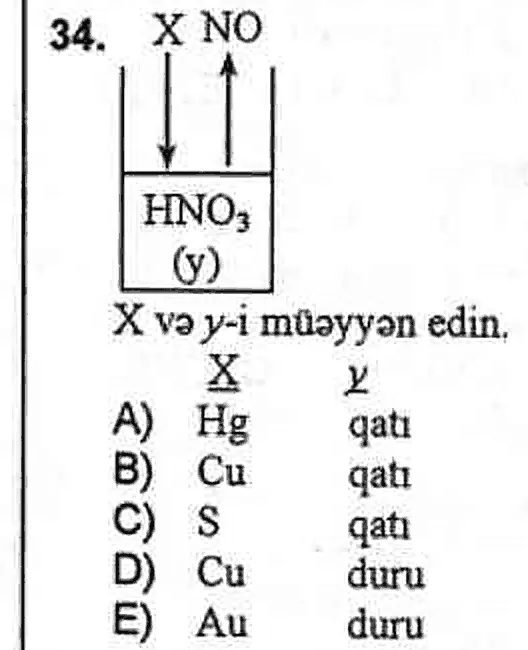 34. X NO
HNO₃
(y)
X və y-i müəyyən edin.
X y
A) Hg qatı
B) Cu qatı
C) S qatı
D) Cu duru
E) Au duru